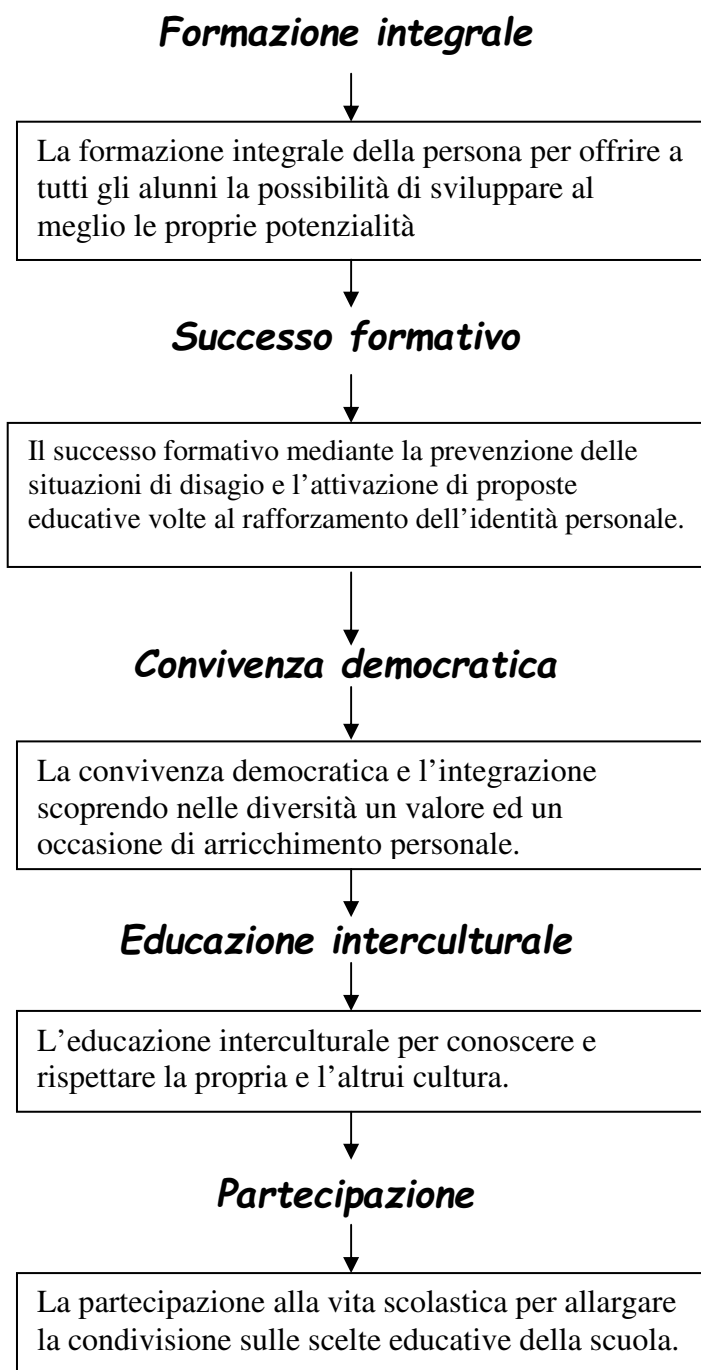 Formazione integrale
La formazione integrale della persona per offrire a
tutti gli alunni la possibilità di sviluppare al
meglio le proprie potenzialità
Successo formativo
Il successo formativo mediante la prevenzione delle
situazioni di disagio e l’attivazione di proposte
educative volte al rafforzamento dell’identità personale.
Convivenza democratica
La convivenza democratica e l’integrazione
scoprendo nelle diversità un valore ed un
occasione di arricchimento personale.
Educazione interculturale
L’educazione interculturale per conoscere e
rispettare la propria e l’altrui cultura.
Partecipazione
La partecipazione alla vita scolastica per allargare
la condivisione sulle scelte educative della scuola.